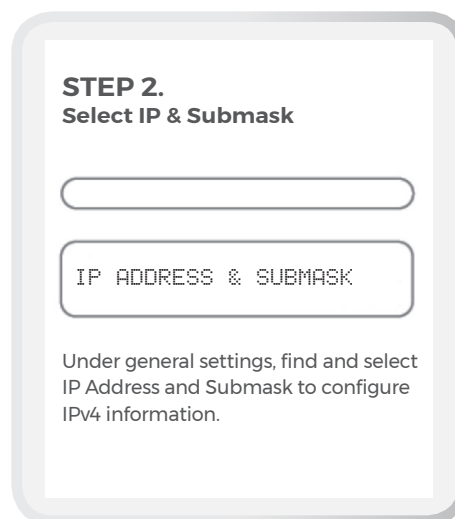 STEP 2.
Select IP & Submask
IP ADDRESS & SUBMASK
Under general settings, find and select
IP Address and Submask to configure
IPv4 information.